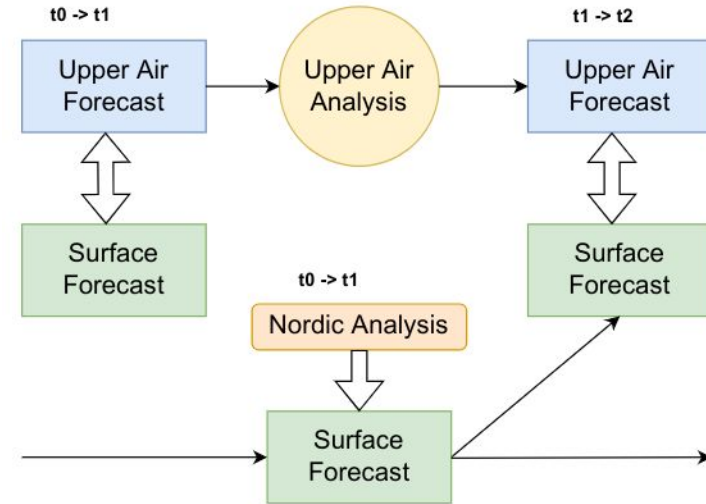 t0 -> t1
t1 -> t2
Upper Air
Forecast
Upper Air
Analysis
Upper Air
Forecast
Surface
Forecast
Surface
Forecast
t0 -> t1
Nordic Analysis
Surface
Forecast